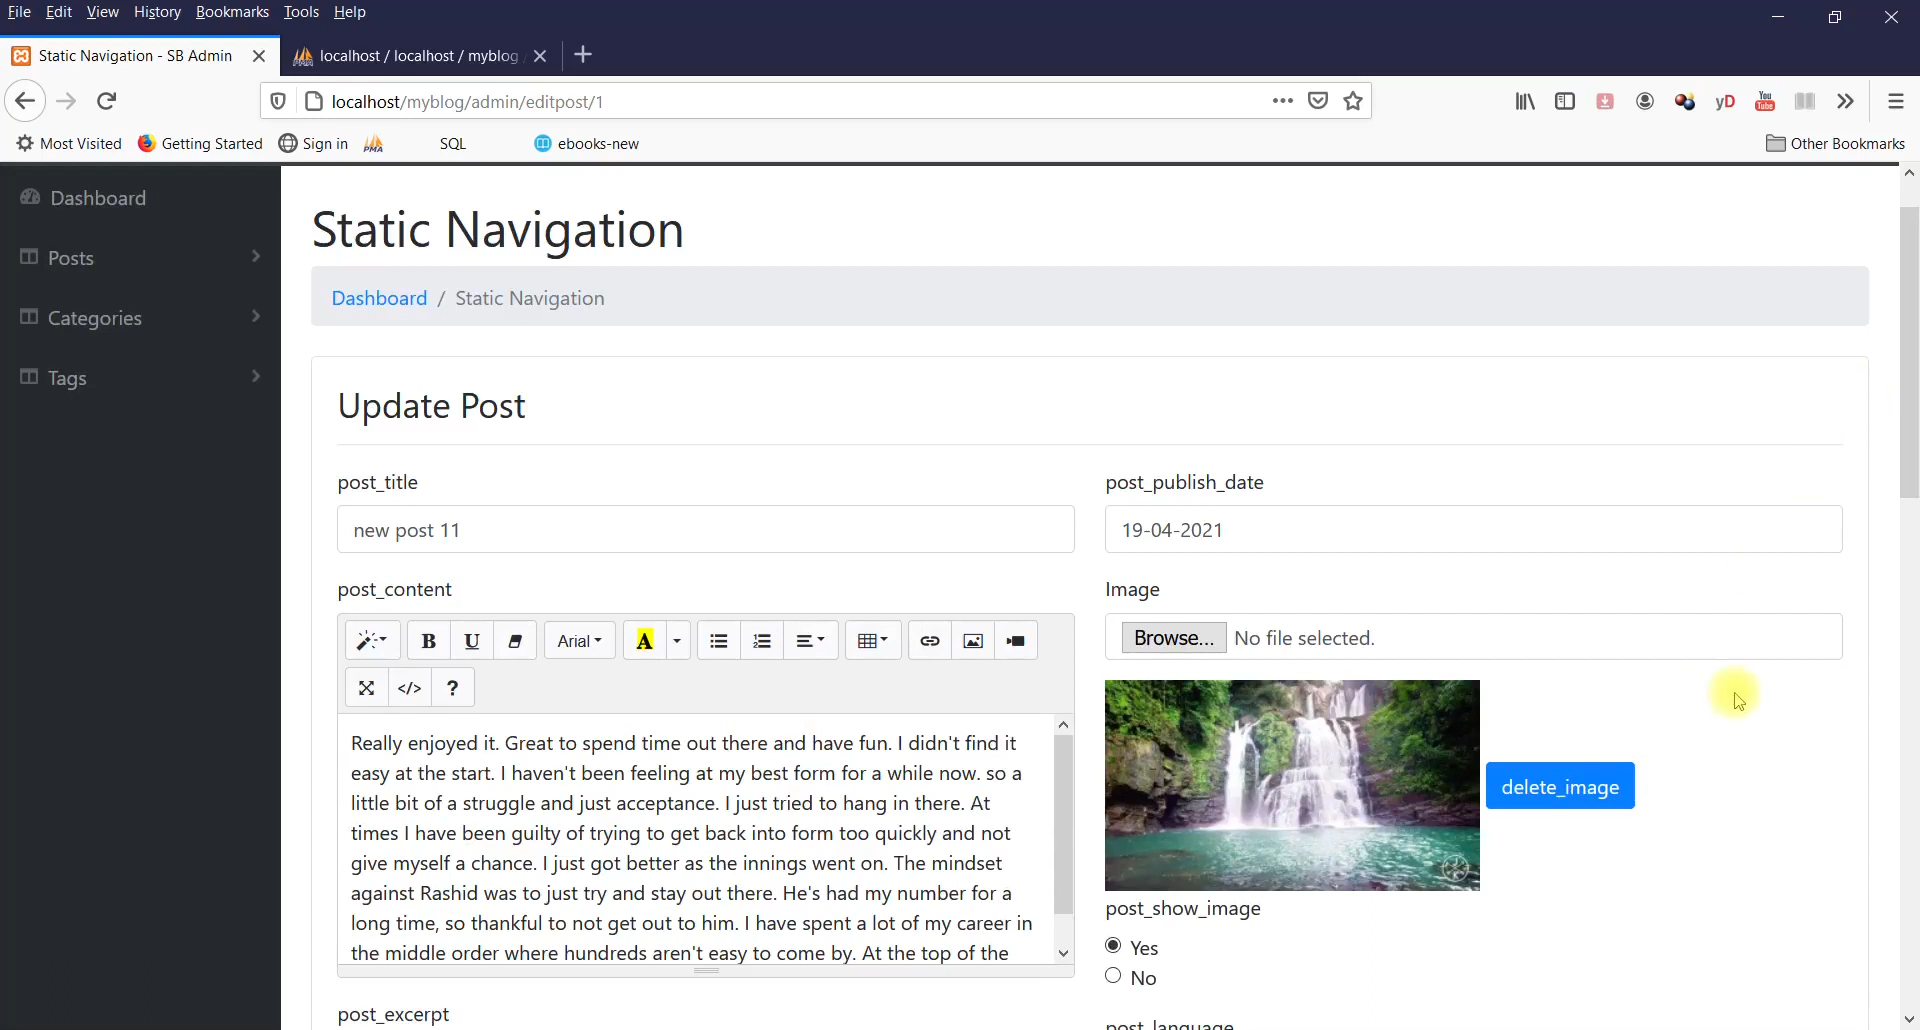 File Edit View History Bookmarks Tools Help
Static Navigation - SB Admin
localhost / localhost / myblog
localhost/myblog/admin/editpost/1
yD
You Tube
Most Visited
Getting Started
Sign in
PMA
SQL
ebooks-new
Other Bookmarks
Dashboard
Posts
Categories
Tags
Static Navigation
Dashboard / Static Navigation
Update Post
post_title
new post 11
post_content
B U Arial A
</> ?
Really enjoyed it. Great to spend time out there and have fun. I didn't find it
easy at the start. I haven't been feeling at my best form for a while now. so a
little bit of a struggle and just acceptance. I just tried to hang in there. At
times I have been guilty of trying to get back into form too quickly and not
give myself a chance. I just got better as the innings went on. The mindset
against Rashid was to just try and stay out there. He's had my number for a
long time, so thankful to not get out to him. I have spent a lot of my career in
the middle order where hundreds aren't easy to come by. At the top of the
post_excerpt
post_publish_date
19-04-2021
Image
Browse... No file selected.
delete_image
post_show_image
Yes
No
post_language